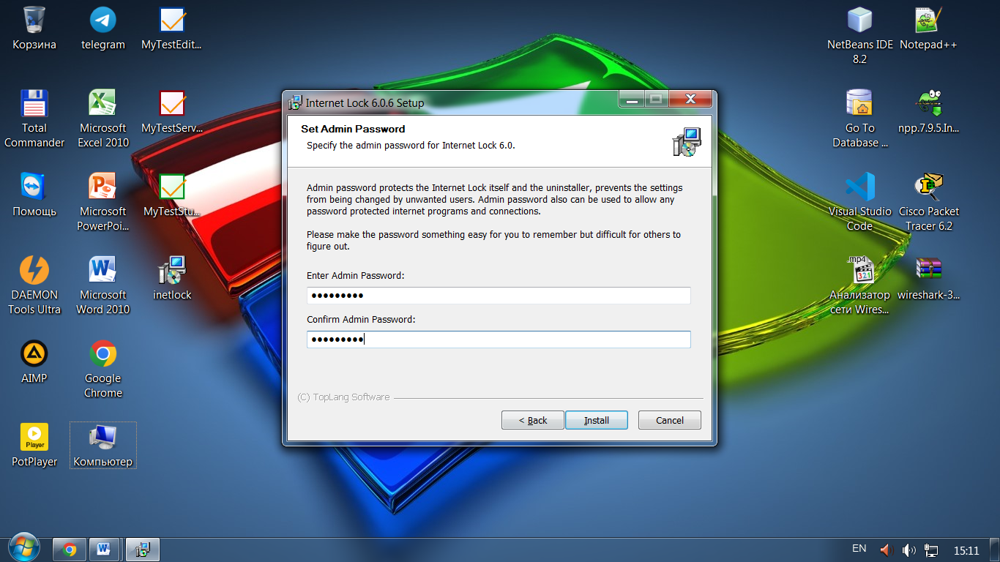 Корзина
telegram
MyTestEdit...
NetBeans IDE
8.2
Notepad++
Total
Commander
Microsoft
Excel 2010
MyTestServ...
Go To
Database ...
npp.7.9.5.In...
Помощь
Microsoft
PowerPoi...
MyTestStu...
Visual Studio
Code
Cisco Packet
Tracer 6.2
DAEMON
Tools Ultra
Microsoft
Word 2010
inetlock
.mp4
321
Анализатор
сети Wires...
wireshark-3...
AIMP
Google
Chrome
Player
PotPlayer
Компьютер
Internet Lock 6.0.6 Setup
Set Admin Password
Specify the admin password for Internet Lock 6.0.
Admin password protects the Internet Lock itself and the uninstaller, prevents the settings
from being changed by unwanted users. Admin password also can be used to allow any
password protected internet programs and connections.
Please make the password something easy for you to remember but difficult for others to
figure out.
Enter Admin Password:
●●●●●●●●●
Confirm Admin Password:
●●●●●●●●●
(C) TopLang Software
< Back
Install
Cancel
EN
15:11